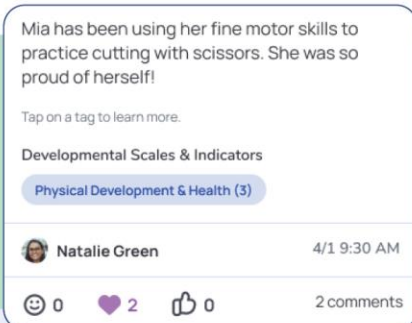 Mia has been using her fine motor skills to
practice cutting with scissors. She was so
proud of herself!
Tap on a tag to learn more.
Developmental Scales & Indicators
Physical Development & Health (3)
Natalie Green 4/1 9:30 AM
0 2 0 2 comments